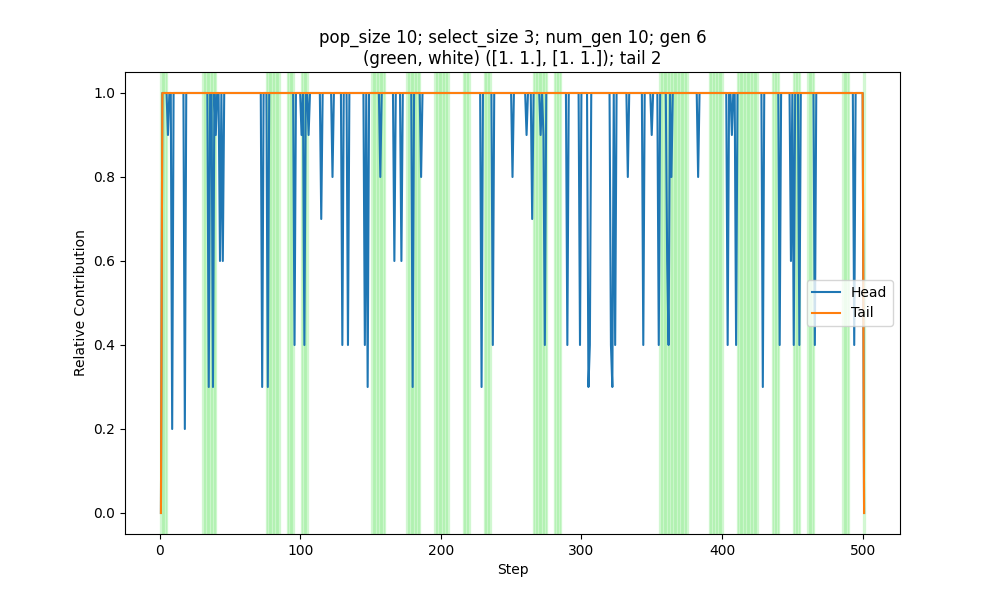 pop_size 10; select_size 3; num_gen 10; gen 6
(green, white) ([1. 1.], [1. 1.]); tail 2
1.0
0.8
0.6
0.4
0.2
0.0
Relative Contribution
Head
Tail
0
100
200
300
400
500
Step